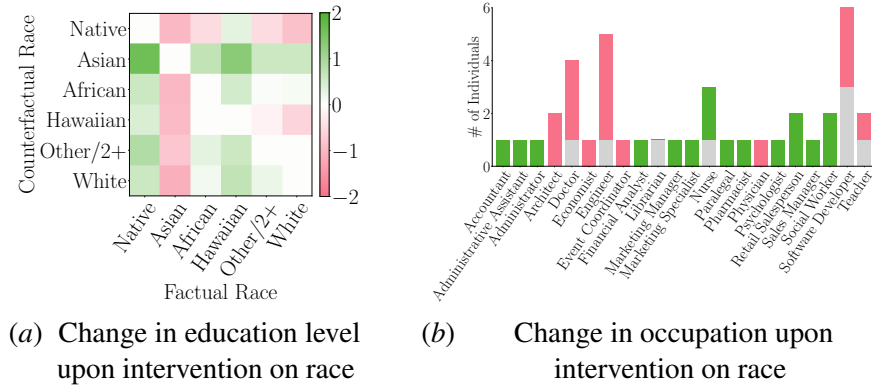 Counterfactual Race
Native
Asian
African
Hawaiian
Other/2+
White
Native
Asian
African
Hawaiian
Other/2+
White
Factual Race
2
1
0
−1
−2
(a) Change in education level
upon intervention on race
# of Individuals
6
4
2
0
Accountant
Administrative Assistant
Administrator
Architect
Doctor
Economist
Engineer
Event Coordinator
Financial Analyst
Librarian
Marketing Manager
Marketing Specialist
Nurse
Paralegal
Pharmacist
Physician
Psychologist
Retail Salesperson
Sales Manager
Social Worker
Software Developer
Teacher
(b) Change in occupation upon
intervention on race